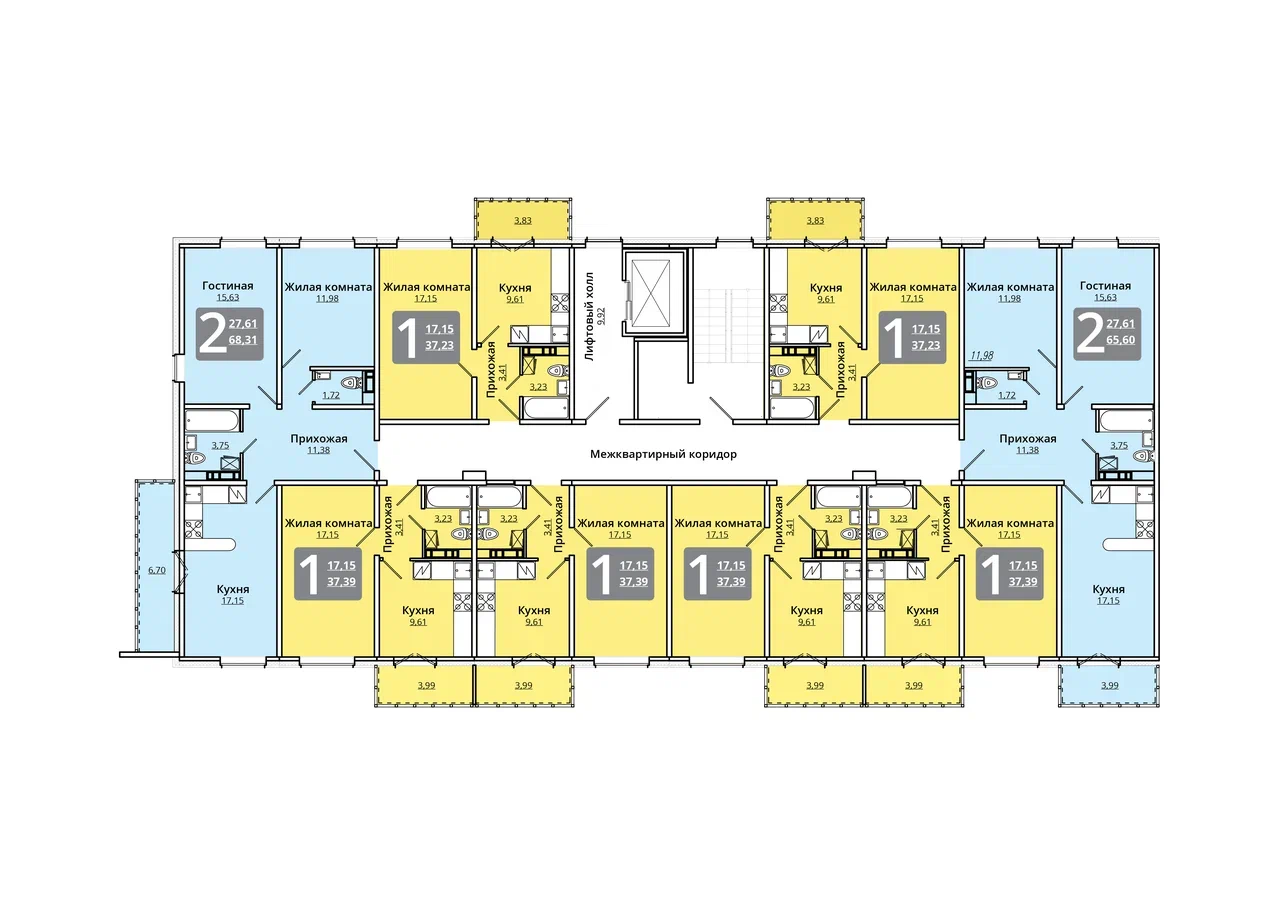 3,83
3,83
Гостиная
15,63
2
27,61
68,31
Жилая комната
11,98
1,72
Жилая комната
17,15
1
17,15
37,23
Кухня
9,61
Прихожая
3,41
3,23
Лифтовый холл
9,92
Кухня
9,61
3,23
Прихожая
3,41
Жилая комната
17,15
1
17,15
37,23
Жилая комната
11,98
11,98
1,72
Гостиная
15,63
2
27,61
65,60
3,75
Прихожая
11,38
Межквартирный коридор
Прихожая
11,38
3,75
6,70
Кухня
17,15
Жилая комната
17,15
1
17,15
37,39
Прихожая
3,41
3,23
Кухня
9,61
3,23
Прихожая
3,41
Кухня
9,61
Жилая комната
17,15
1
17,15
37,39
Жилая комната
17,15
1
17,15
37,39
Прихожая
3,41
3,23
Кухня
9,61
3,23
Прихожая
3,41
Кухня
9,61
Жилая комната
17,15
1
17,15
37,39
Кухня
17,15
3,99
3,99
3,99
3,99
3,99